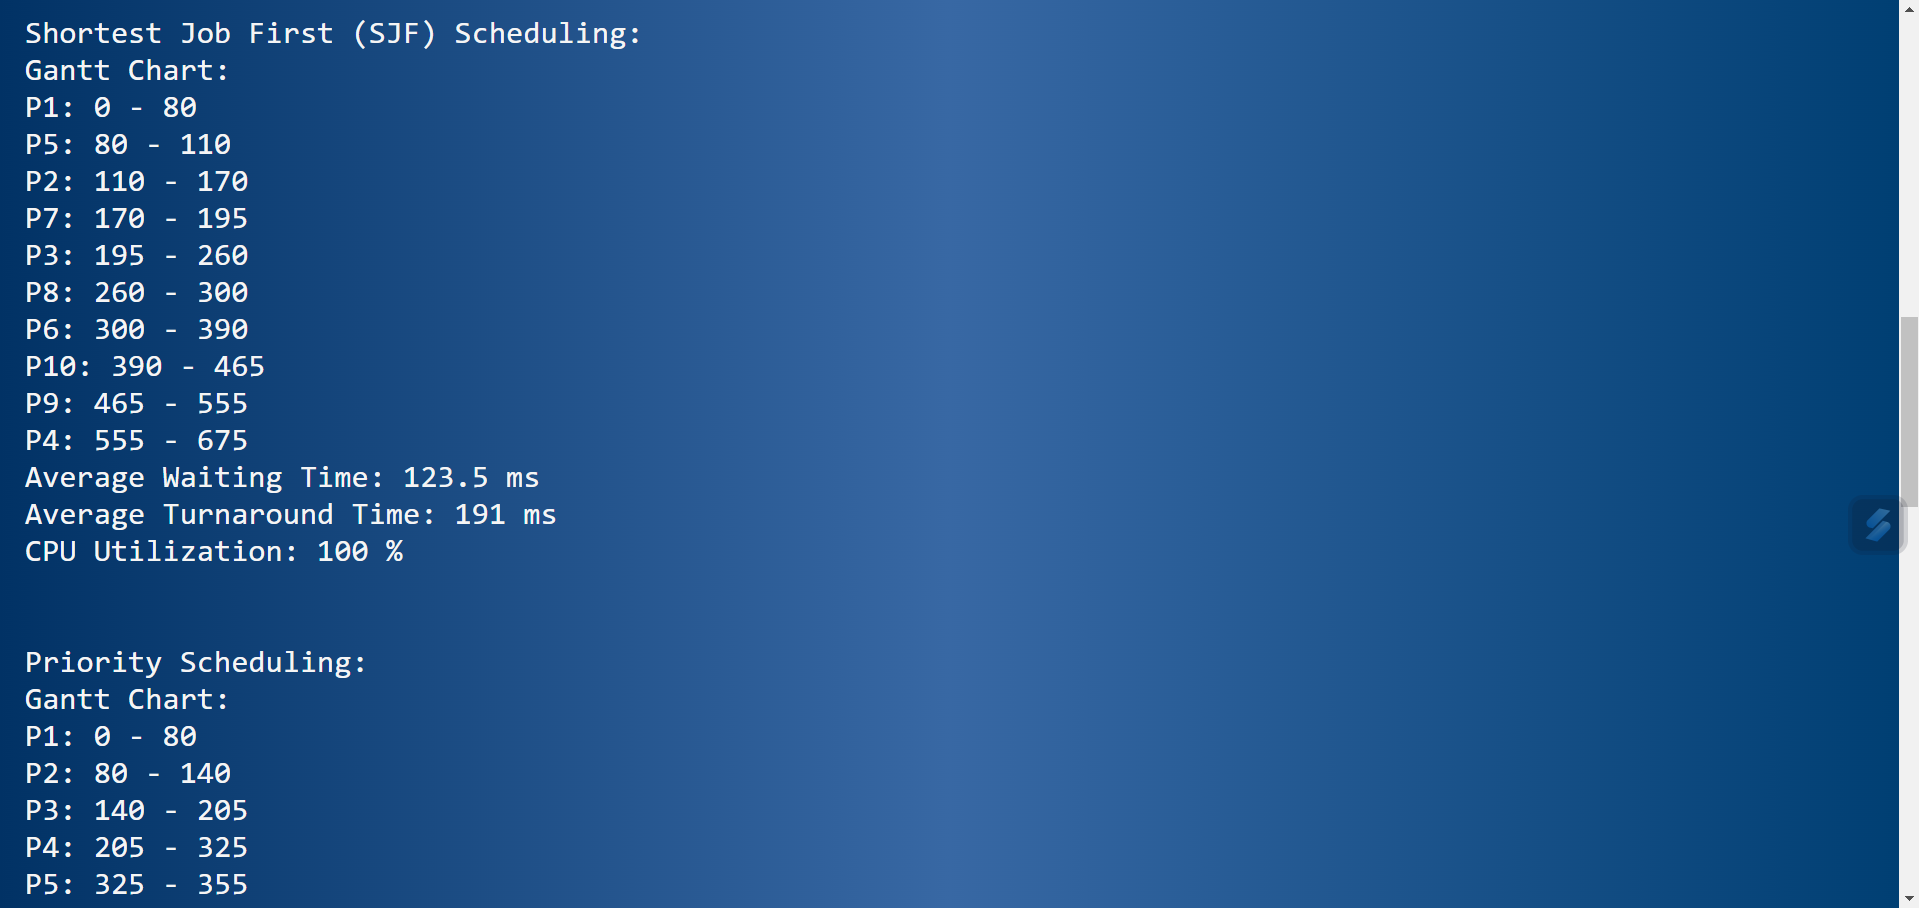 Shortest Job First (SJF) Scheduling:
Gantt Chart:
P1: 0 - 80
P5: 80 - 110
P2: 110 - 170
P7: 170 - 195
P3: 195 - 260
P8: 260 - 300
P6: 300 - 390
P10: 390 - 465
P9: 465 - 555
P4: 555 - 675
Average Waiting Time: 123.5 ms
Average Turnaround Time: 191 ms
CPU Utilization: 100 %
Priority Scheduling:
Gantt Chart:
P1: 0 - 80
P2: 80 - 140
P3: 140 - 205
P4: 205 - 325
P5: 325 - 355